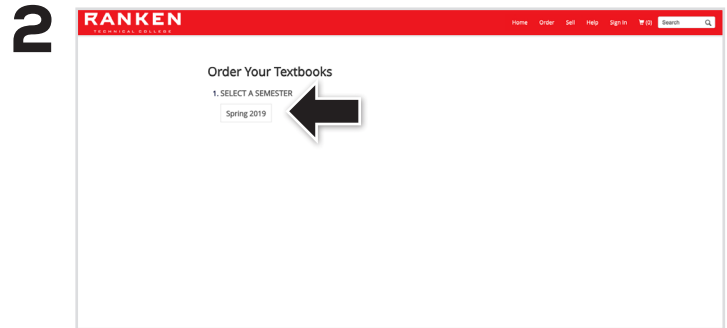 2
RANKEN
TECHNICAL COLLEGE
Home Order Sell Help Sign In (0) Search
Order Your Textbooks
1. SELECT A SEMESTER
Spring 2019